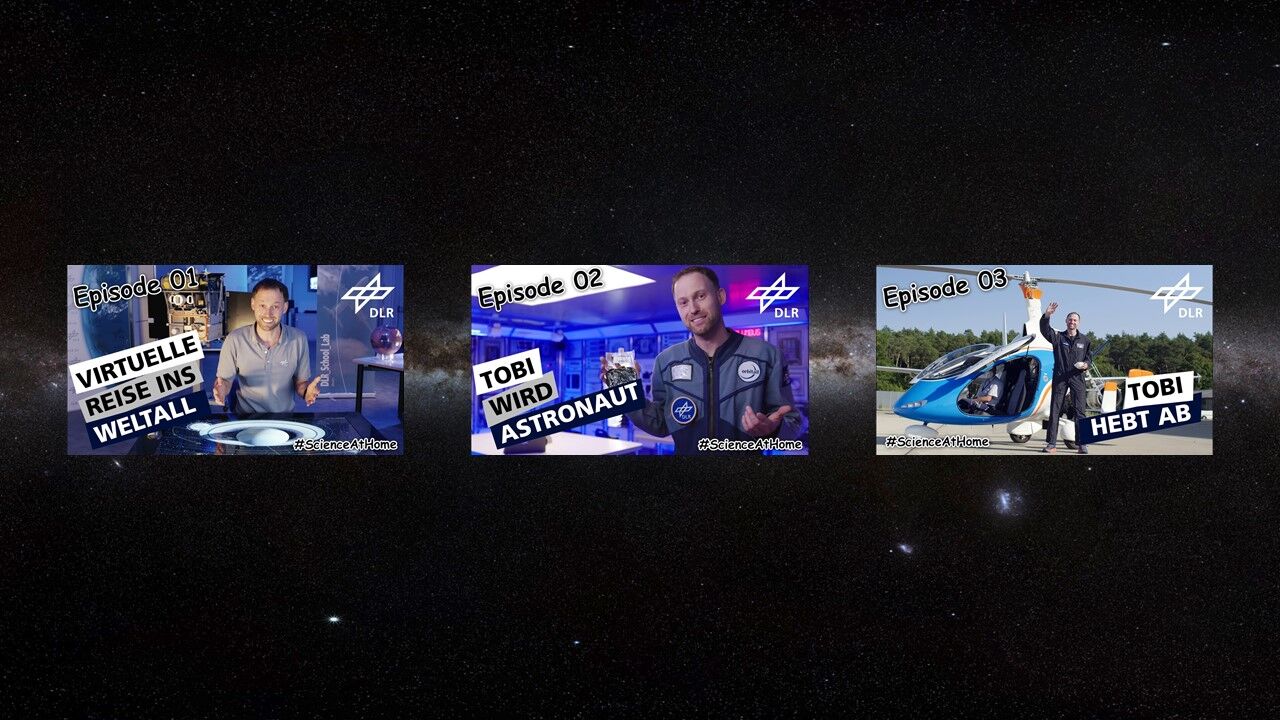 Episode 01
DLR
VIRTUELLE
REISE INS
WELTALL
DLR_School_Lab
#ScienceAtHome
Episode 02
DLR
TOBI
WIRD
ASTRONAUT
#ScienceAtHome
Episode 03
DLR
TOBI
HEBT AB
#ScienceAtHome